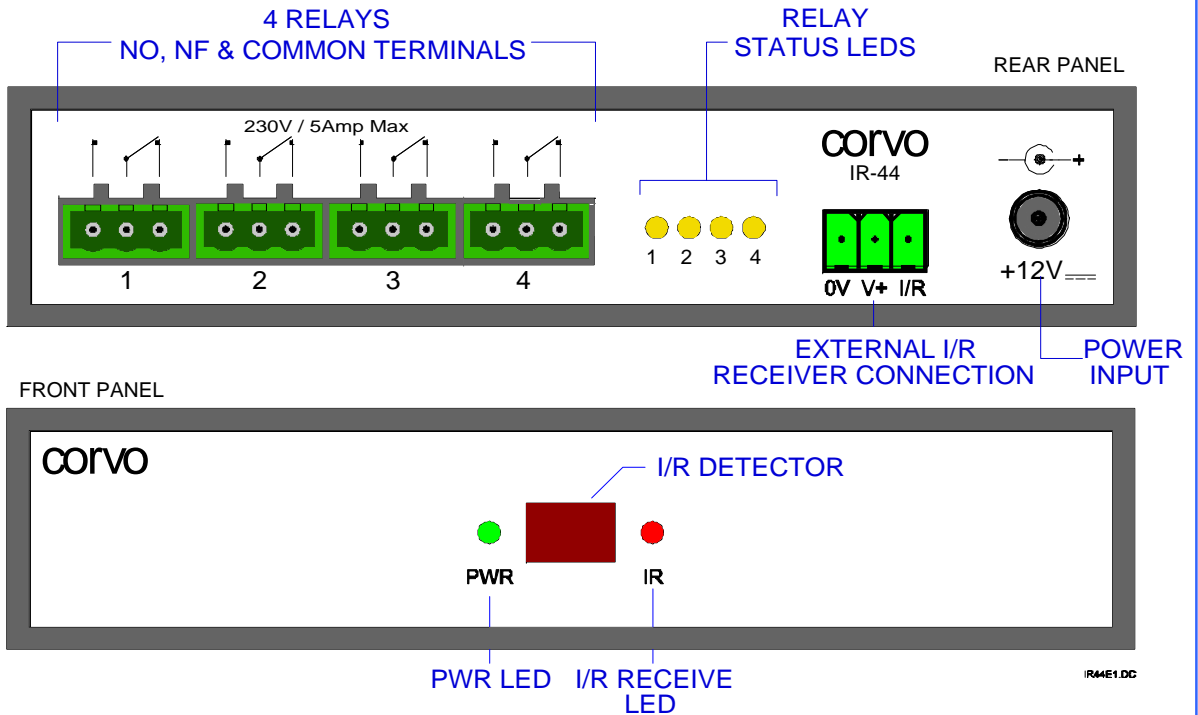 4 RELAYS
NO, NF & COMMON TERMINALS
RELAY
STATUS LEDS
REAR PANEL
230V / 5Amp Max
corvo
IR-44
1
2
3
4
1 2 3 4
0V V+ I/R
+12V
EXTERNAL I/R
RECEIVER CONNECTION
POWER
INPUT
FRONT PANEL
corvo
I/R DETECTOR
PWR
IR
PWR LED
I/R RECEIVE
LED
IR44E1.DC